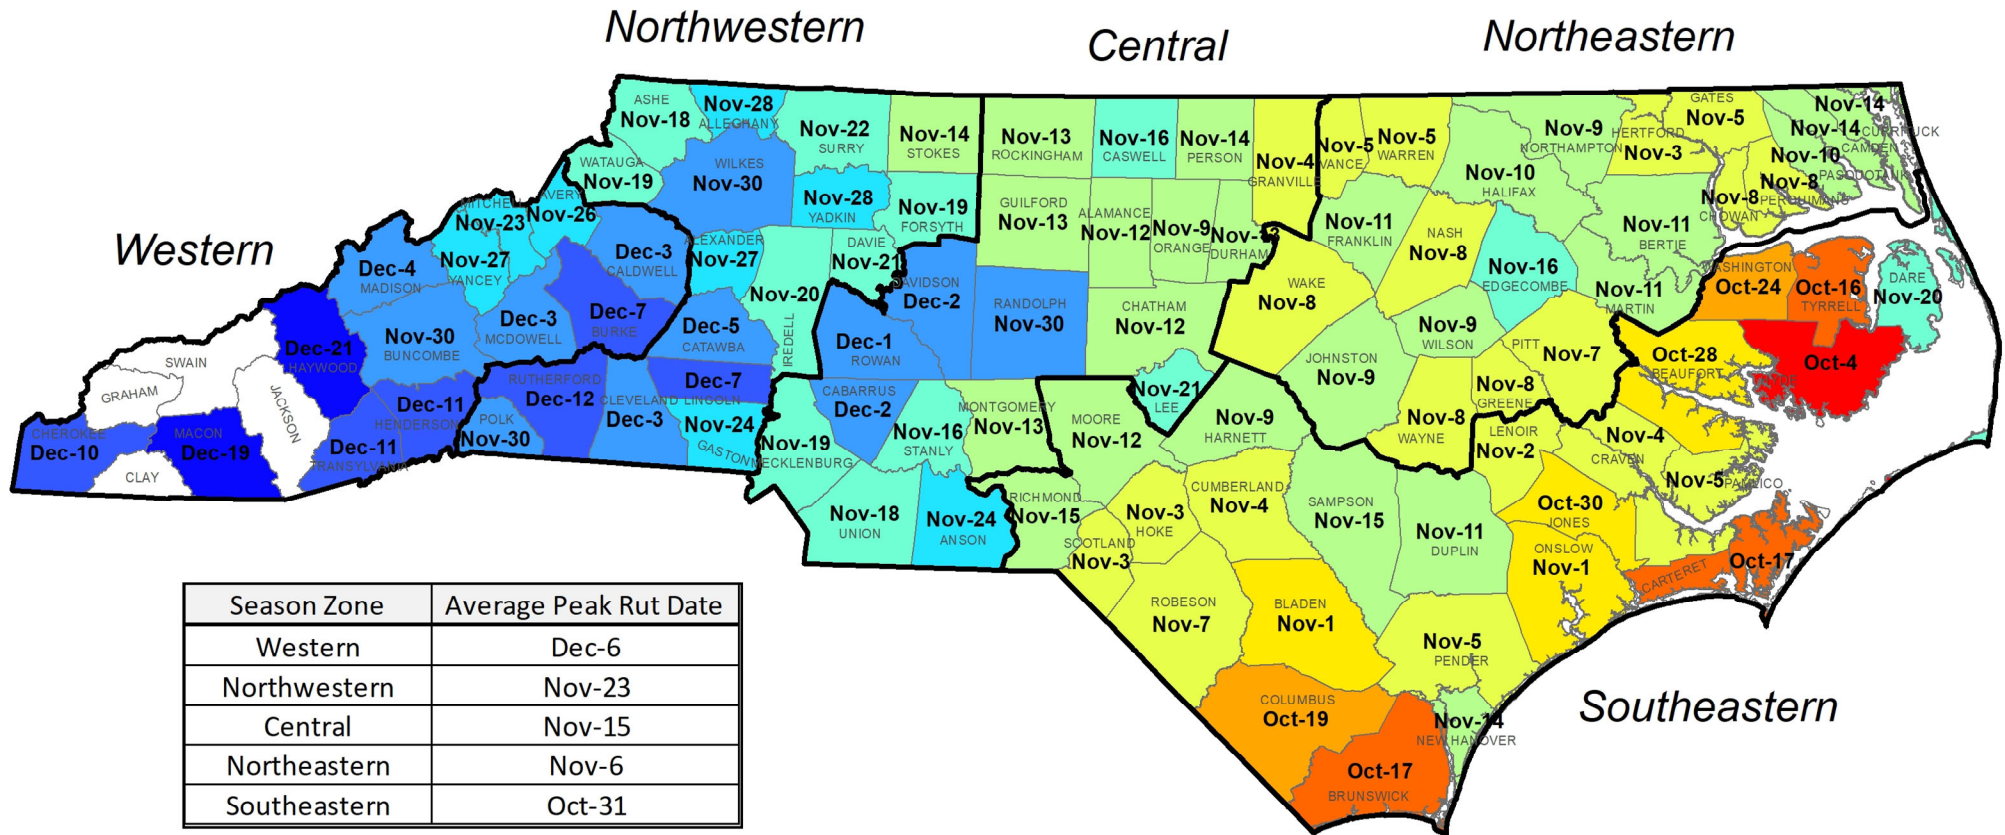 Northwestern
Central
Northeastern
Western
Southeastern
ASHE
Nov-18
Nov-28
ALLEGHANY
Nov-22
SURRY
Nov-14
STOKES
WATAUGA
Nov-19
WILKES
Nov-30
Nov-28
YADKIN
Nov-19
FORSYTH
ALEXANDER
Nov-27
DAVIE
Nov-21
Nov-20
IREDELL
Dec-5
CATAWBA
Dec-7
LINCOLN
Nov-24
GASTON
RUTHERFORD
Dec-12
CLEVELAND
Dec-3
POLK
Nov-30
MITCHELL
Nov-23
AVERY
Nov-26
Nov-27
YANCEY
Dec-3
CALDWELL
Dec-7
BURKE
Dec-3
MCDOWELL
Dec-4
MADISON
Nov-30
BUNCOMBE
Dec-21
HAYWOOD
Dec-11
HENDERSON
Dec-11
TRANSYLVANIA
SWAIN
GRAHAM
JACKSON
CHEROKEE
Dec-10
MACON
Dec-19
CLAY
Nov-13
ROCKINGHAM
Nov-16
CASWELL
Nov-14
PERSON
Nov-4
GRANVILLE
GUILFORD
Nov-13
ALAMANCE
Nov-12
Nov-9
ORANGE
Nov-13
DURHAM
DAVIDSON
Dec-2
RANDOLPH
Nov-30
CHATHAM
Nov-12
Dec-1
ROWAN
CABARRUS
Dec-2
Nov-16
STANLY
MONTGOMERY
Nov-13
Nov-21
LEE
Nov-19
MECKLENBURG
Nov-18
UNION
Nov-24
ANSON
Nov-5
VANCE
Nov-5
WARREN
Nov-9
NORTHAMPTON
Nov-10
HALIFAX
HERTFORD
Nov-3
GATES
Nov-5
Nov-14
CURRITUCK
Nov-14
CAMDEN
Nov-10
PASQUOTANK
Nov-8
PERQUIMANS
Nov-8
CHOWAN
Nov-11
BERTIE
Nov-11
FRANKLIN
NASH
Nov-8
Nov-16
EDGECOMBE
Nov-11
MARTIN
WAKE
Nov-8
JOHNSTON
Nov-9
Nov-9
WILSON
PITT
Nov-7
Nov-8
GREENE
Nov-8
WAYNE
WASHINGTON
Oct-24
Oct-16
TYRRELL
DARE
Nov-20
Oct-4
Oct-28
BEAUFORT
MOORE
Nov-12
Nov-9
HARNETT
LENOIR
Nov-2
Nov-4
CRAVEN
Nov-5
PAMLICO
Oct-30
JONES
ONSLOW
Nov-1
CARTERET
Oct-17
RICHMOND
Nov-15
SCOTLAND
Nov-3
Nov-3
HOKE
CUMBERLAND
Nov-4
SAMPSON
Nov-15
Nov-11
DUPLIN
ROBESON
Nov-7
BLADEN
Nov-1
Nov-5
PENDER
COLUMBUS
Oct-19
Nov-14
NEW HANOVER
Oct-17
BRUNSWICK
Season Zone Average Peak Rut Date
Western Dec-6
Northwestern Nov-23
Central Nov-15
Northeastern Nov-6
Southeastern Oct-31